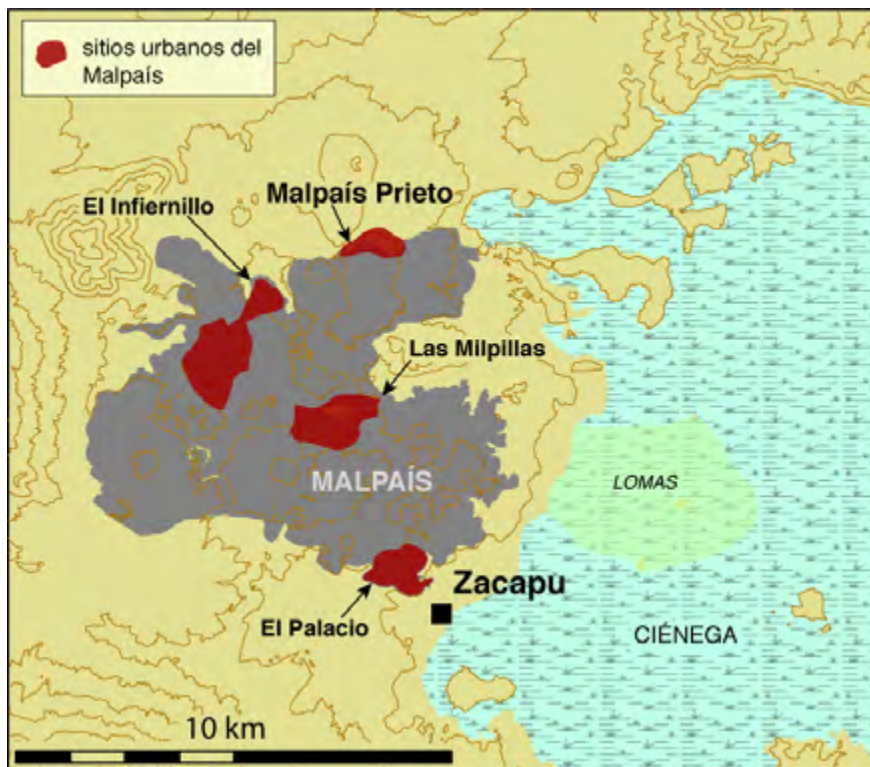 sitios urbanos del
Malpaís
Malpaís Prieto
El Infiernillo
Las Milpillas
MALPAÍS
LOMAS
Zacapu
El Palacio
CIÉNEGA
10 km